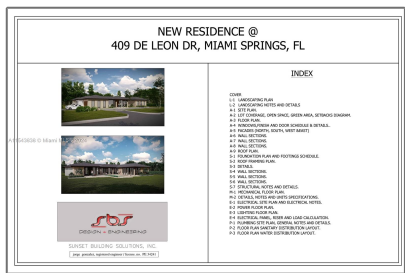 NEW RESIDENCE @
409 DE LEON DR, MIAMI SPRINGS, FL
INDEX
COVER
L-1 LANDSCAPING PLAN
L-2 LANDSCAPING NOTES AND DETAILS
A-1 SITE PLAN.
A-2 LOT COVERAGE, OPEN SPACE, GREEN AREA, SETBACKS DIAGRAM.
A-3 FLOOR PLAN.
A-4 WINDOWS/FINISH AND DOOR SCHEDULE & DETAILS.
A-5 FACADES (NORTH, SOUTH, WEST &EAST)
A-6 WALL SECTIONS.
A-7 WALL SECTIONS.
A-8 WALL SECTIONS.
A-9 ROOF PLAN.
S-1 FOUNDATION PLAN AND FOOTINGS SCHEDULE.
S-2 ROOF FRAMING PLAN.
S-3 DETAILS.
S-4 WALL SECTIONS.
S-5 WALL SECTIONS.
S-6 WALL SECTIONS.
S-7 STRUCTURAL NOTES AND DETAILS.
M-1 MECHANICAL FLOOR PLAN.
M-2 DETAILS, NOTES AND UNITS SPECIFICATIONS.
E-1 ELECTRICAL SITE PLAN AND ELECTRICAL NOTES.
E-2 POWER FLOOR PLAN.
E-3 LIGHTING FLOOR PLAN.
E-4 ELECTRICAL PANEL, RISER AND LOAD CALCULATION.
P-1 PLUMBING SITE PLAN, GENERAL NOTES AND DETAILS.
P-2 FLOOR PLAN SANITARY DISTRIBUTION LAYOUT.
P-3 FLOOR PLAN WATER DISTRIBUTION LAYOUT.
sbs
DESIGN + ENGINEERING
SUNSET BUILDING SOLUTIONS, INC.